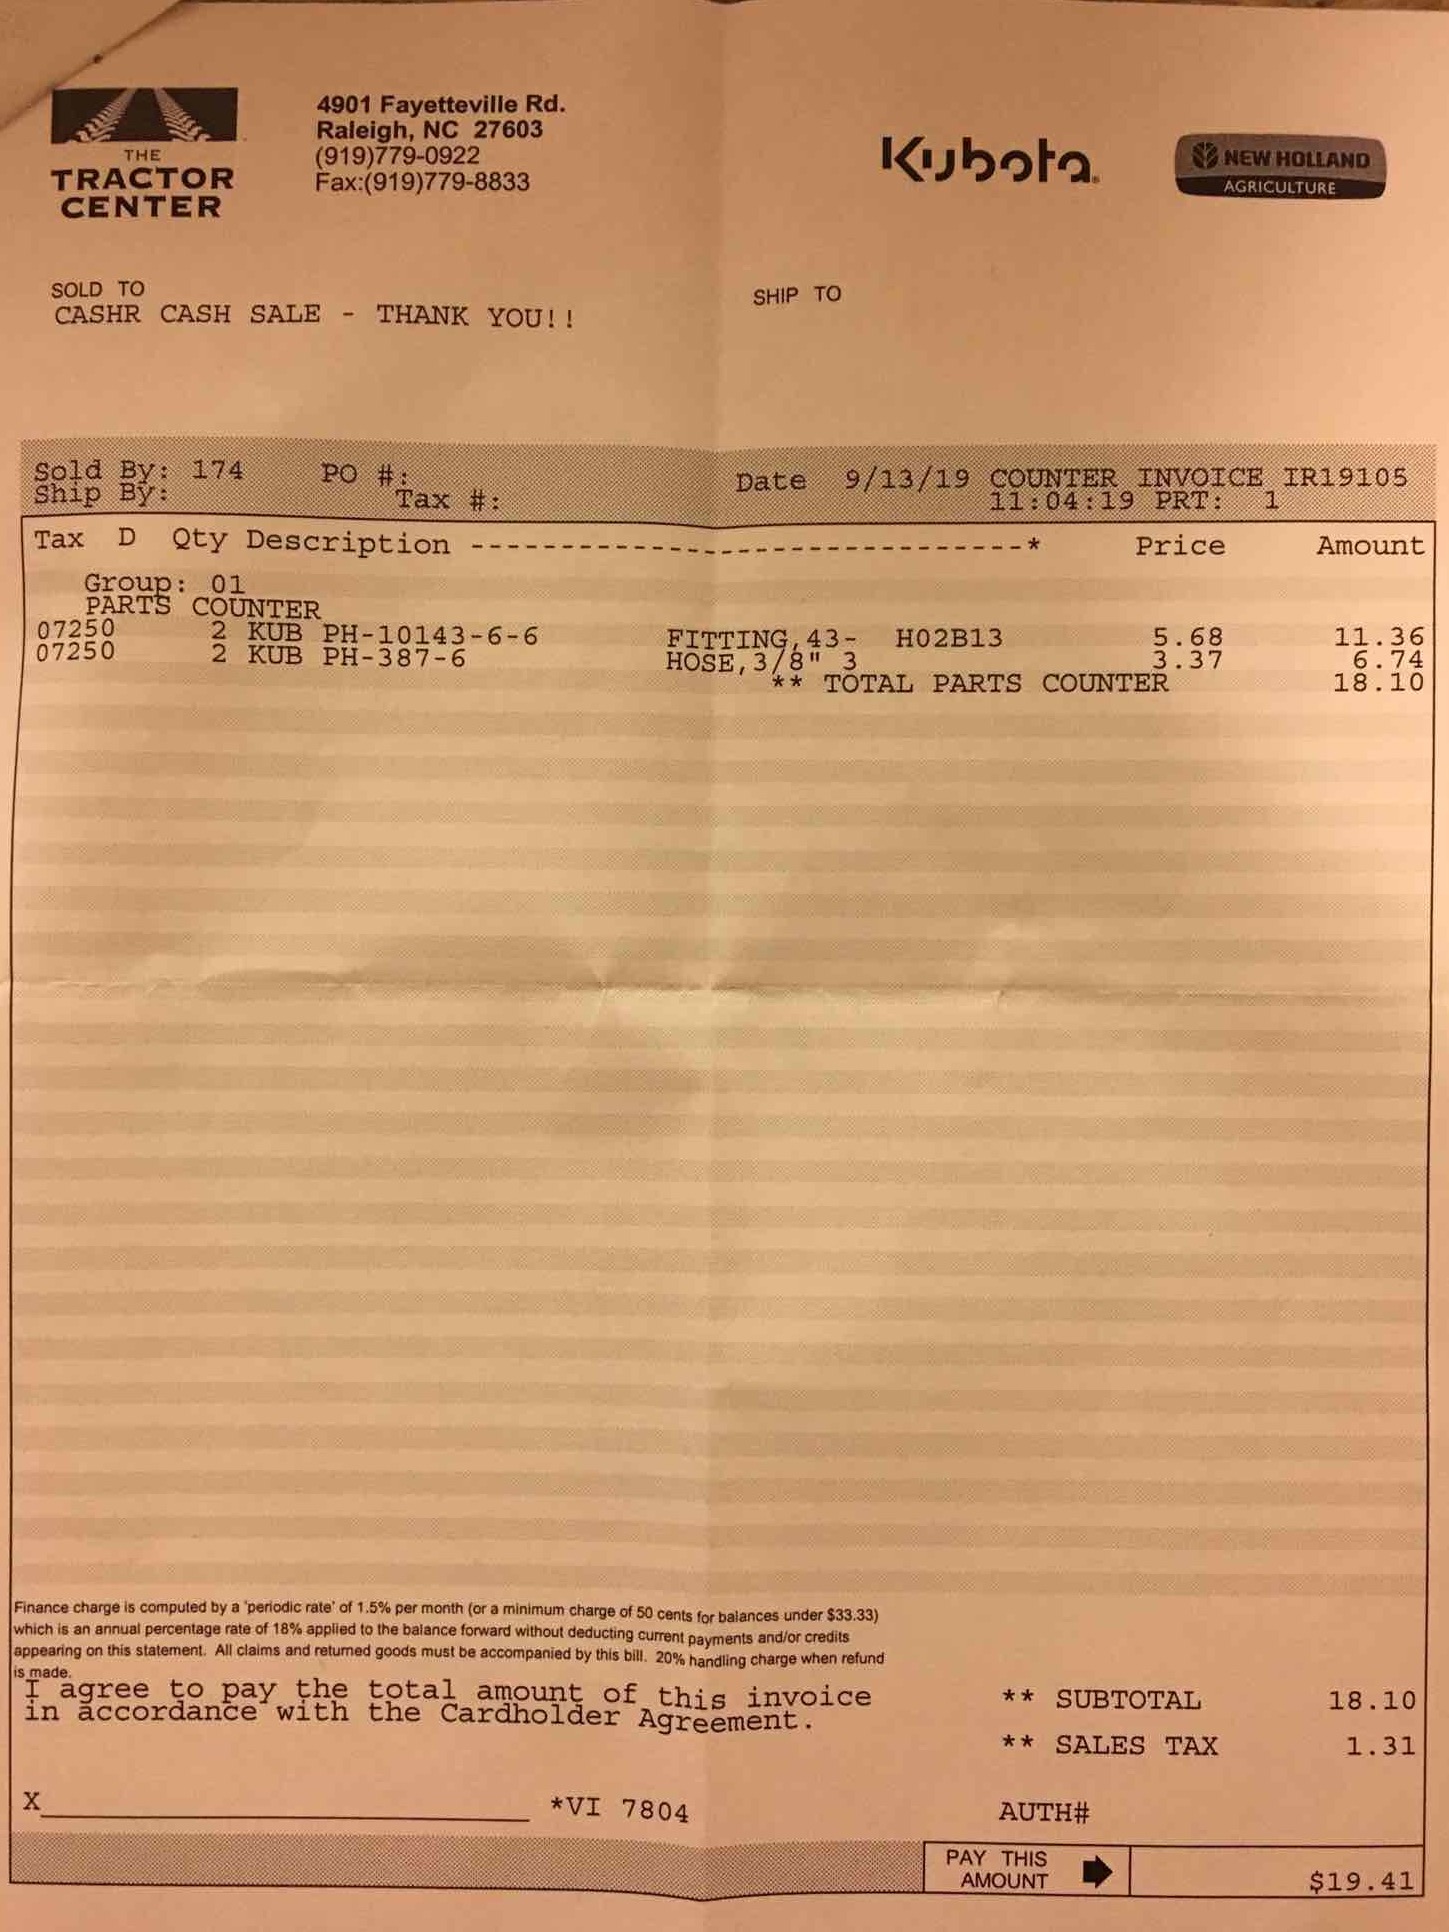 THE
TRACTOR
CENTER
4901 Fayetteville Rd.
Raleigh, NC 27603
(919)779-0922
Fax:(919)779-8833
Kubota
NEW HOLLAND
AGRICULTURE
SOLD TO
CASHR CASH SALE - THANK YOU!!
SHIP TO
Sold By: 174 PO #: Date 9/13/19 COUNTER INVOICE IR19105
Ship By: Tax #: 11:04:19 PRT: 1
Tax D Qty Description -------------------------------* Price Amount
Group: 01
PARTS COUNTER
07250 2 KUB PH-10143-6-6 FITTING,43- H02B13 5.68 11.36
07250 2 KUB PH-387-6 HOSE,3/8" 3 3.37 6.74
** TOTAL PARTS COUNTER 18.10
Finance charge is computed by a 'periodic rate' of 1.5% per month (or a minimum charge of 50 cents for balances under $33.33)
which is an annual percentage rate of 18% applied to the balance forward without deducting current payments and/or credits
appearing on this statement. All claims and returned goods must be accompanied by this bill. 20% handling charge when refund
is made.
I agree to pay the total amount of this invoice
in accordance with the Cardholder Agreement.
** SUBTOTAL 18.10
** SALES TAX 1.31
X *VI 7804 AUTH#
PAY THIS
AMOUNT $19.41